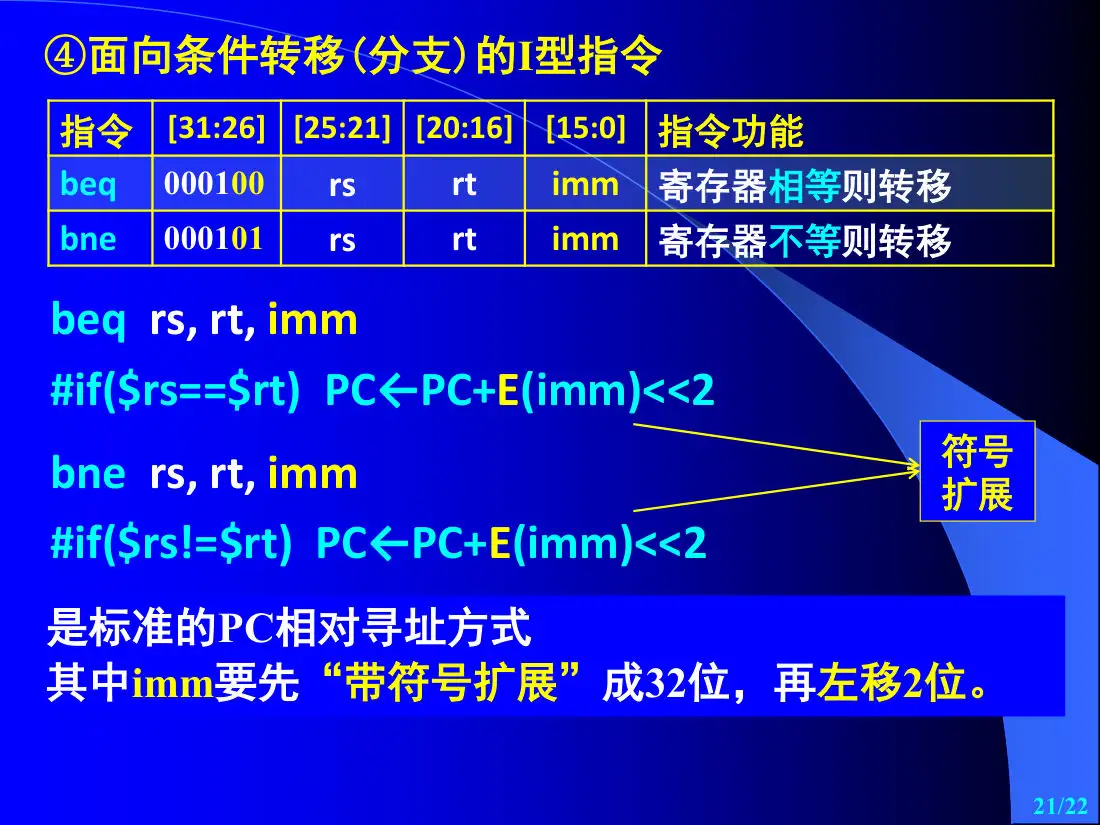 ④面向条件转移(分支)的I型指令
指令 [31:26] [25:21] [20:16] [15:0] 指令功能
beq 000100 rs rt imm 寄存器相等则转移
bne 000101 rs rt imm 寄存器不等则转移
beq rs, rt, imm
#if($rs==$rt) PC←PC+E(imm)<<2
bne rs, rt, imm
#if($rs!=$rt) PC←PC+E(imm)<<2
符号
扩展
是标准的PC相对寻址方式
其中imm要先“带符号扩展”成32位，再左移2位。
21/22